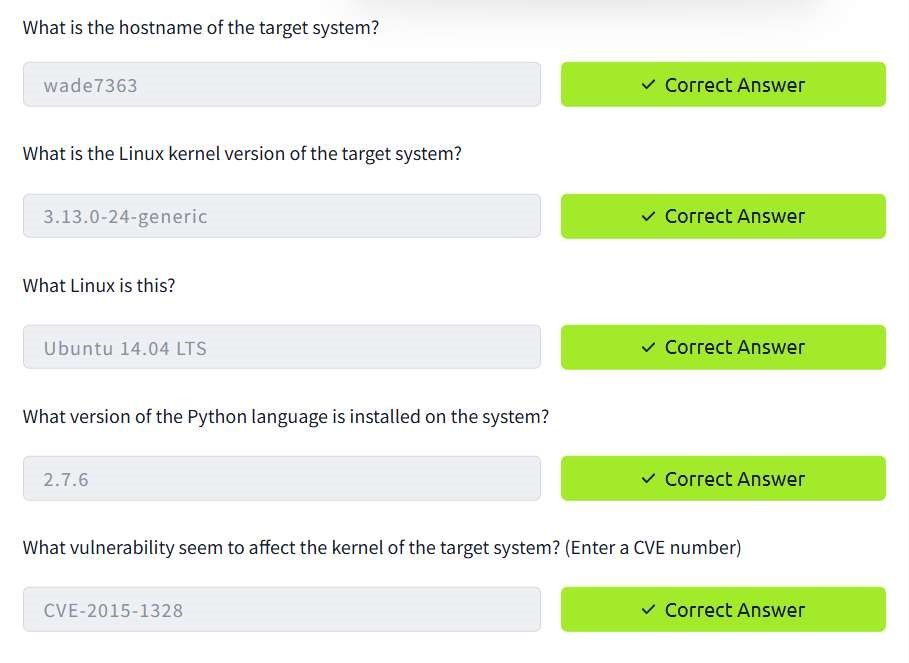 What is the hostname of the target system?
wade7363
✓ Correct Answer
What is the Linux kernel version of the target system?
3.13.0-24-generic
✓ Correct Answer
What Linux is this?
Ubuntu 14.04 LTS
✓ Correct Answer
What version of the Python language is installed on the system?
2.7.6
✓ Correct Answer
What vulnerability seem to affect the kernel of the target system? (Enter a CVE number)
CVE-2015-1328
✓ Correct Answer